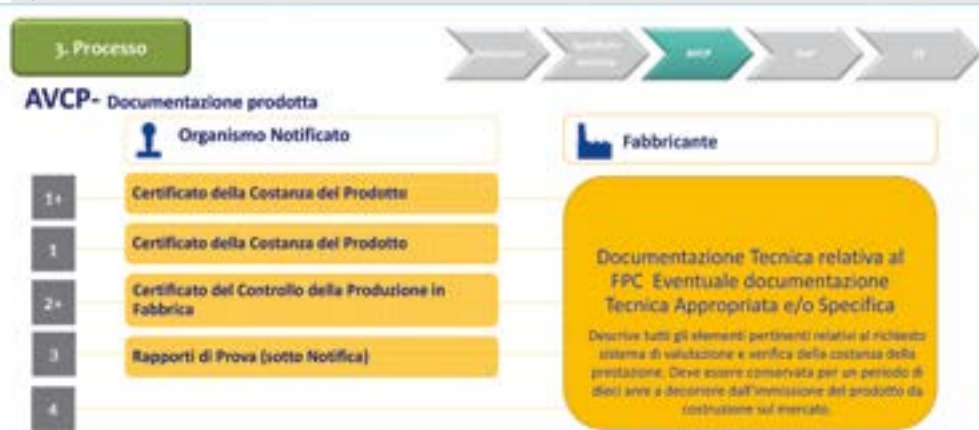 3. Processo
AVCP
CE
AVCP- Documentazione prodotta
Organismo Notificato
Fabbricante
1+
Certificato della Costanza del Prodotto
1
Certificato della Costanza del Prodotto
2+
Certificato del Controllo della Produzione in
Fabbrica
3
Rapporti di Prova (sotto Notifica)
4
Documentazione Tecnica relativa al
FPC Eventuale documentazione
Tecnica Appropriata e/o Specifica
Descrive tutti gli elementi pertinenti relativi al richiesto
sistema di valutazione e verifica della costanza della
prestazione. Deve essere conservata per un periodo di
dieci anni a decorrere dall'immissione del prodotto da
costruzione sul mercato.